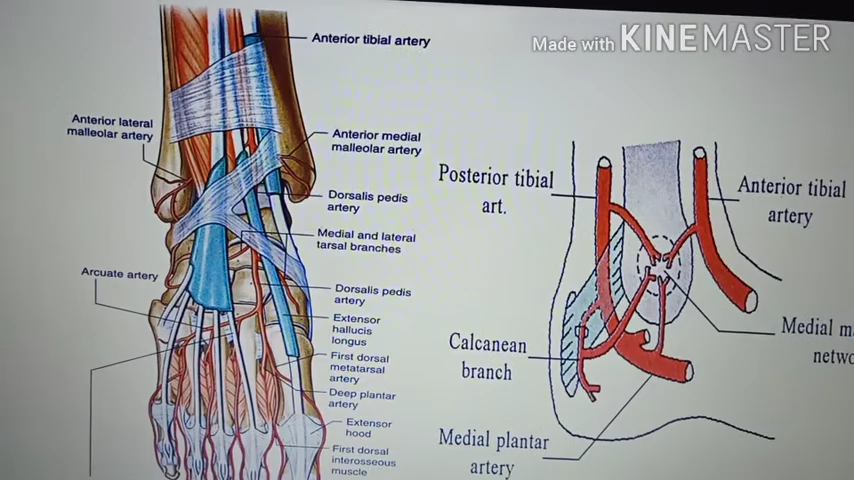 Made with KINEMASTER
Anterior tibial artery
Anterior lateral
malleolar artery
Anterior medial
malleolar artery
Dorsalis pedis
artery
Medial and lateral
tarsal branches
Arcuate artery
Dorsalis pedis
artery
Extensor
hallucis
longus
First dorsal
metatarsal
artery
Deep plantar
artery
Extensor
hood
First dorsal
interosseous
muscle
Posterior tibial
art.
Anterior tibial
artery
Medial m
netwo
Calcanean
branch
Medial plantar
artery